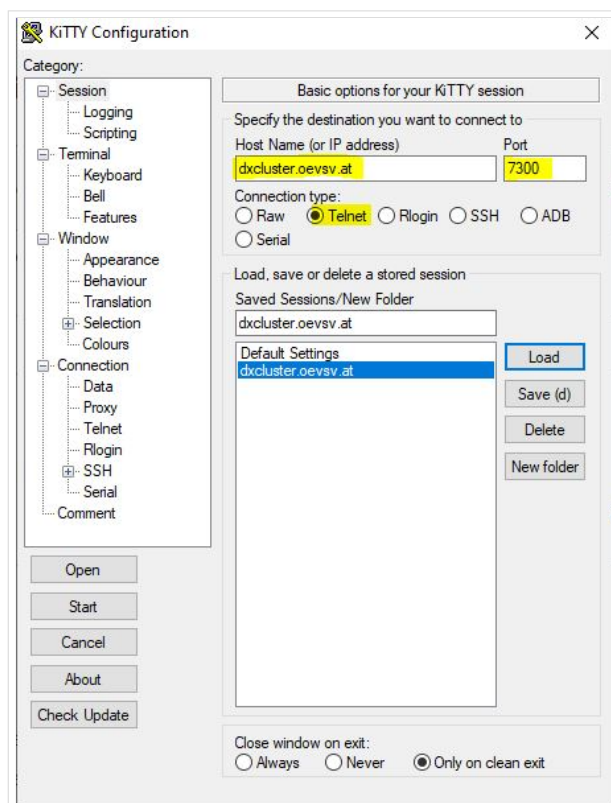 KiTTY Configuration
Category:
Session
Logging
Scripting
Terminal
Keyboard
Bell
Features
Window
Appearance
Behaviour
Translation
Selection
Colours
Connection
Data
Proxy
Telnet
Rlogin
SSH
Serial
Comment
Open
Start
Cancel
About
Check Update
Basic options for your KiTTY session
Specify the destination you want to connect to
Host Name (or IP address) Port
dxcluster.oevsv.at 7300
Connection type:
Raw Telnet Rlogin SSH ADB
Serial
Load, save or delete a stored session
Saved Sessions/New Folder
dxcluster.oevsv.at
Default Settings
dxcluster.oevsv.at
Load
Save (d)
Delete
New folder
Close window on exit:
Always Never Only on clean exit